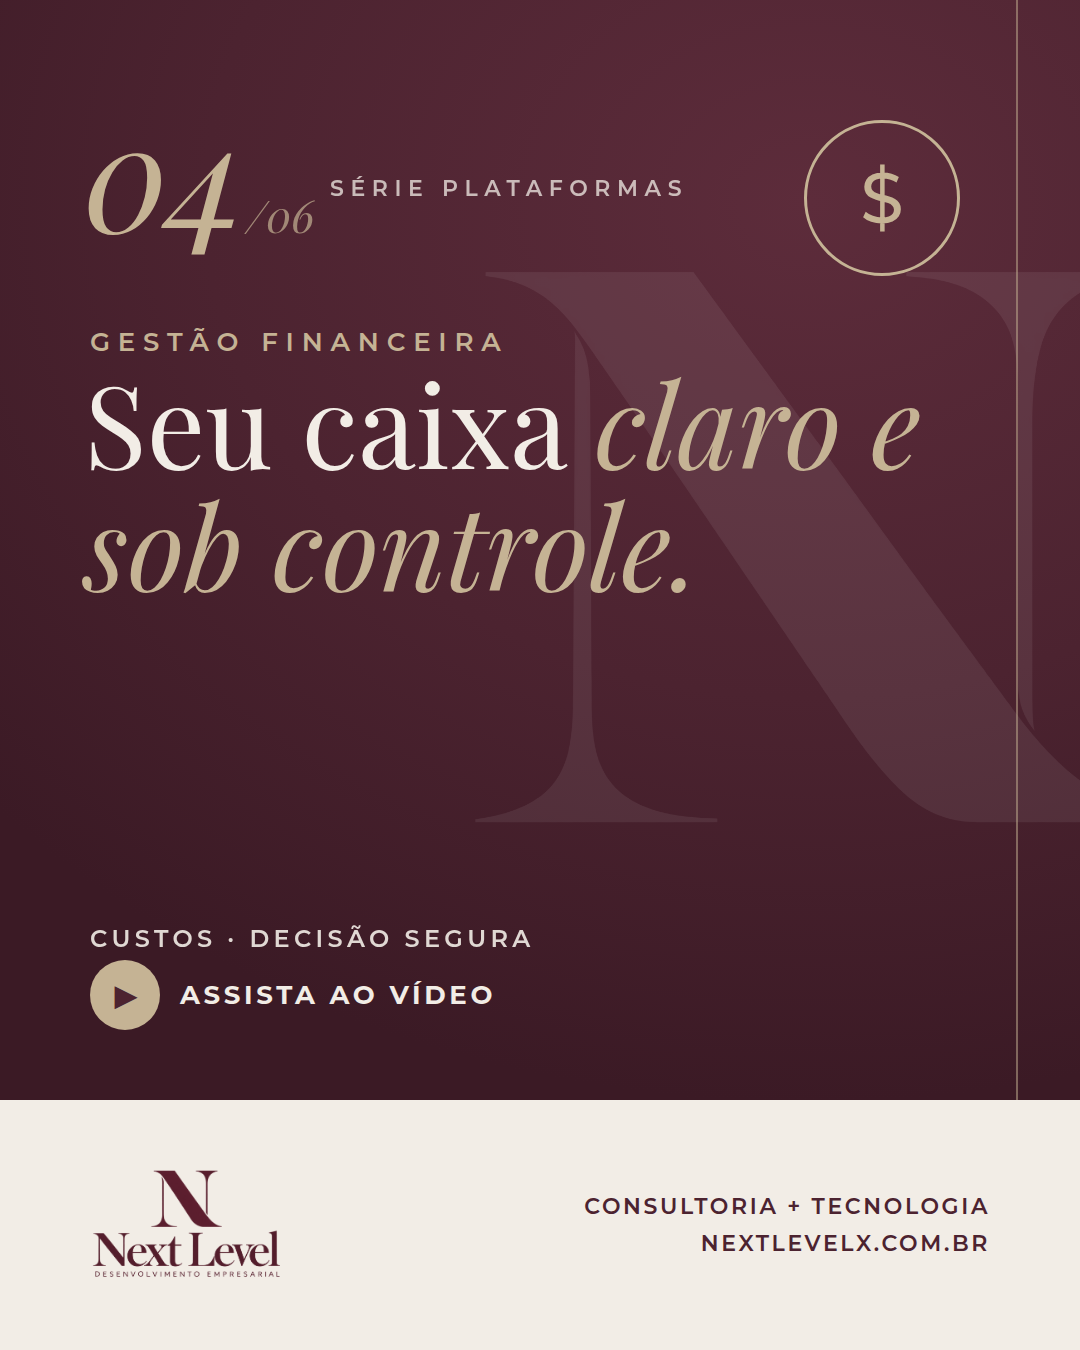 04 /06 SÉRIE PLATAFORMAS
$
GESTÃO FINANCEIRA
Seu caixa claro e
sob controle.
CUSTOS · DECISÃO SEGURA
▶ ASSISTA AO VÍDEO
N
Next Level
DESENVOLVIMENTO EMPRESARIAL
CONSULTORIA + TECNOLOGIA
NEXTLEVELX.COM.BR